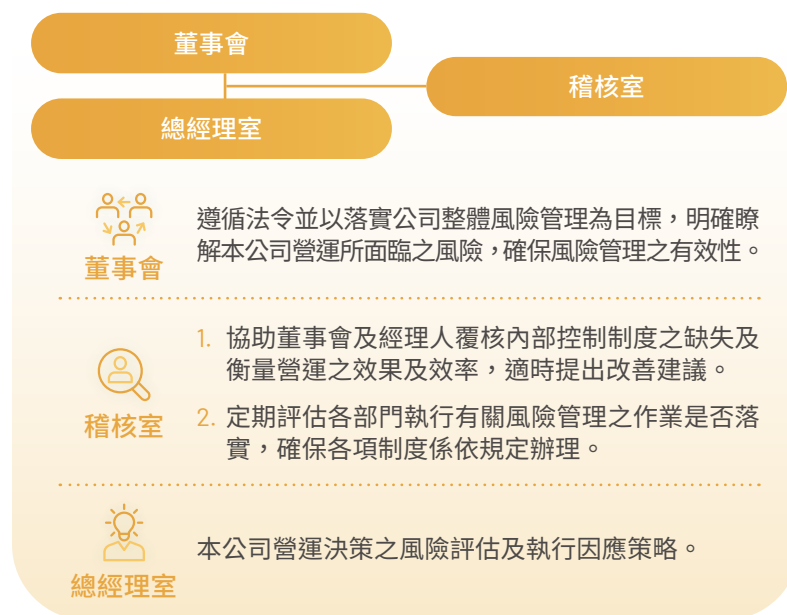 董事會
稽核室
總經理室
遵循法令並以落實公司整體風險管理為目標，明確瞭
解本公司營運所面臨之風險，確保風險管理之有效性。
董事會
1. 協助董事會及經理人覆核內部控制制度之缺失及
衡量營運之效果及效率，適時提出改善建議。
2. 定期評估各部門執行有關風險管理之作業是否落
實，確保各項制度係依規定辦理。
稽核室
本公司營運決策之風險評估及執行因應策略。
總經理室